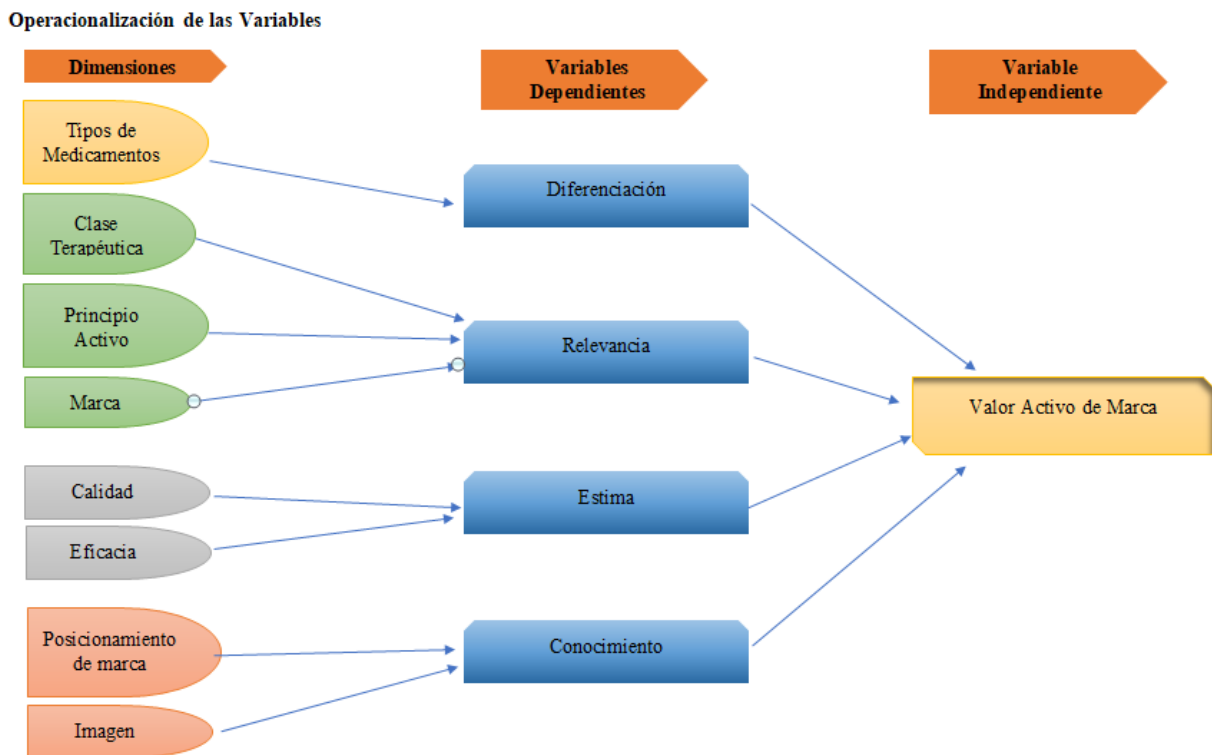 Operacionalización de las Variables
Dimensiones
Variables
Dependientes
Variable
Independiente
Tipos de
Medicamentos
Clase
Terapéutica
Principio
Activo
Marca
Calidad
Eficacia
Posicionamiento
de marca
Imagen
Diferenciación
Relevancia
Estima
Conocimiento
Valor Activo de Marca